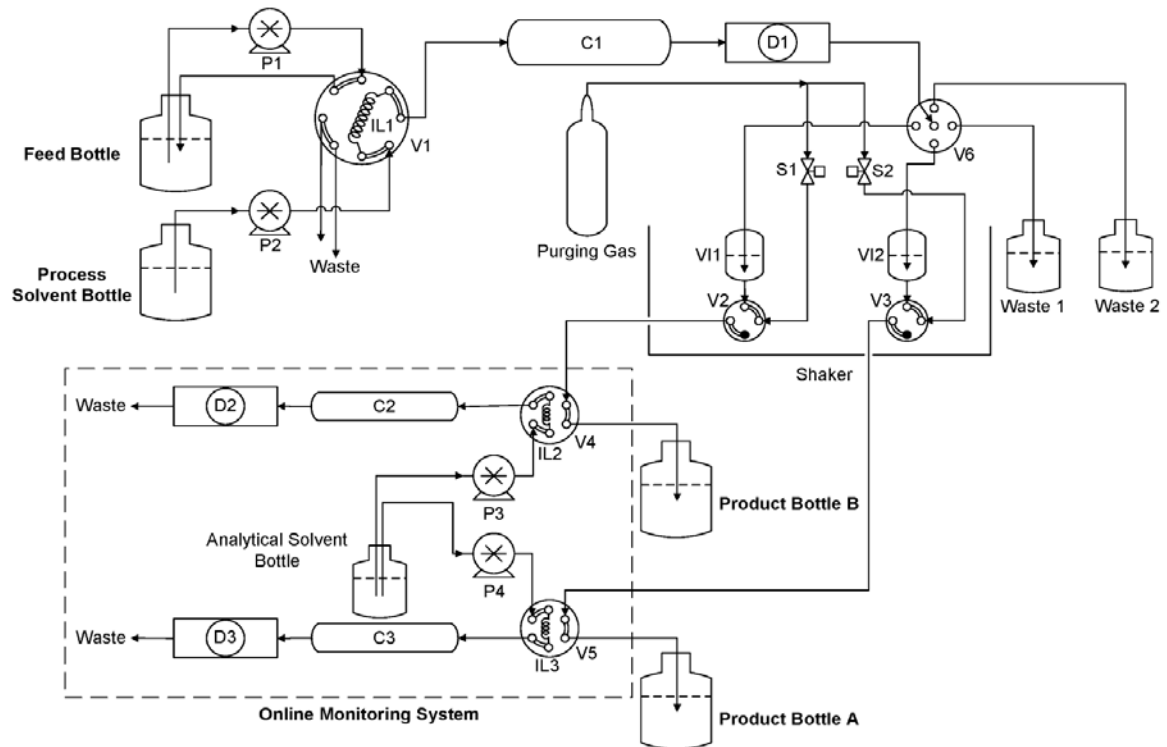 P1
C1
D1
IL1
V1
V6
Feed Bottle
S1
S2
P2
Purging Gas
VI1
VI2
Process
Solvent Bottle
Waste
V2
V3
Waste 1
Waste 2
Shaker
Waste
D2
C2
V4
IL2
P3
Product Bottle B
Analytical Solvent
Bottle
P4
Waste
D3
C3
V5
IL3
Online Monitoring System
Product Bottle A